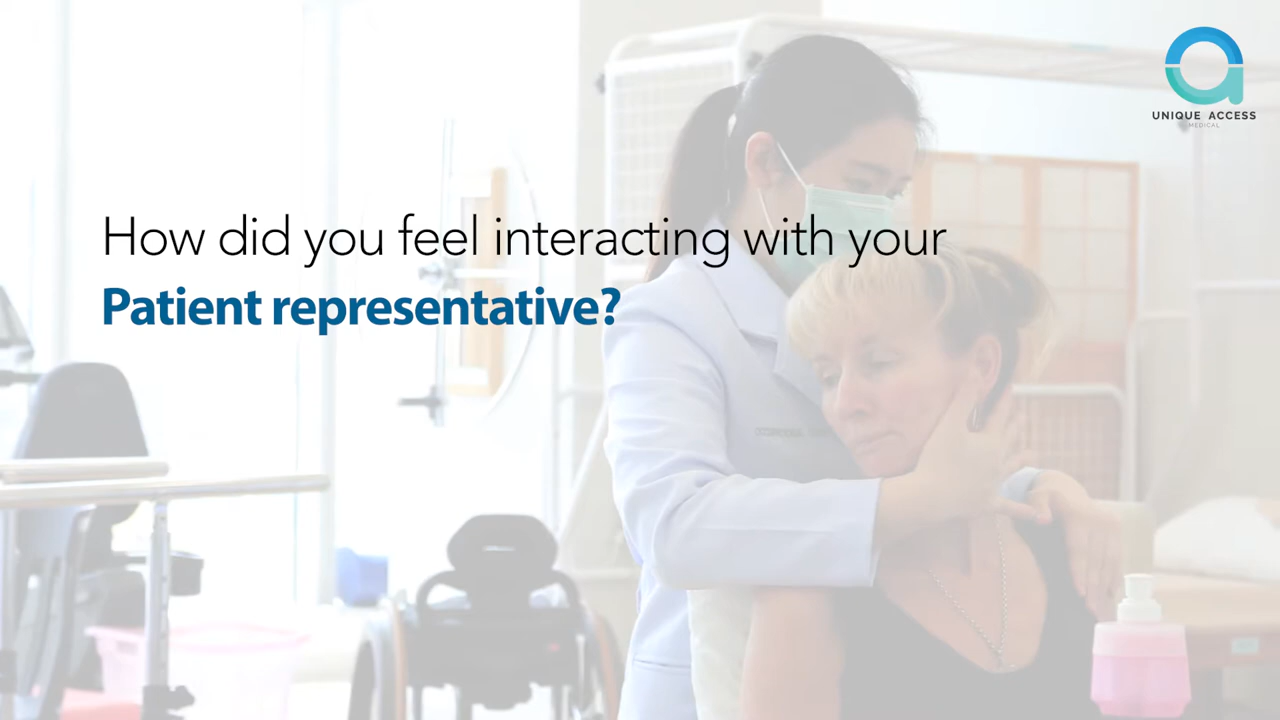 UNIQUE ACCESS
MEDICAL
How did you feel interacting with your
Patient representative?